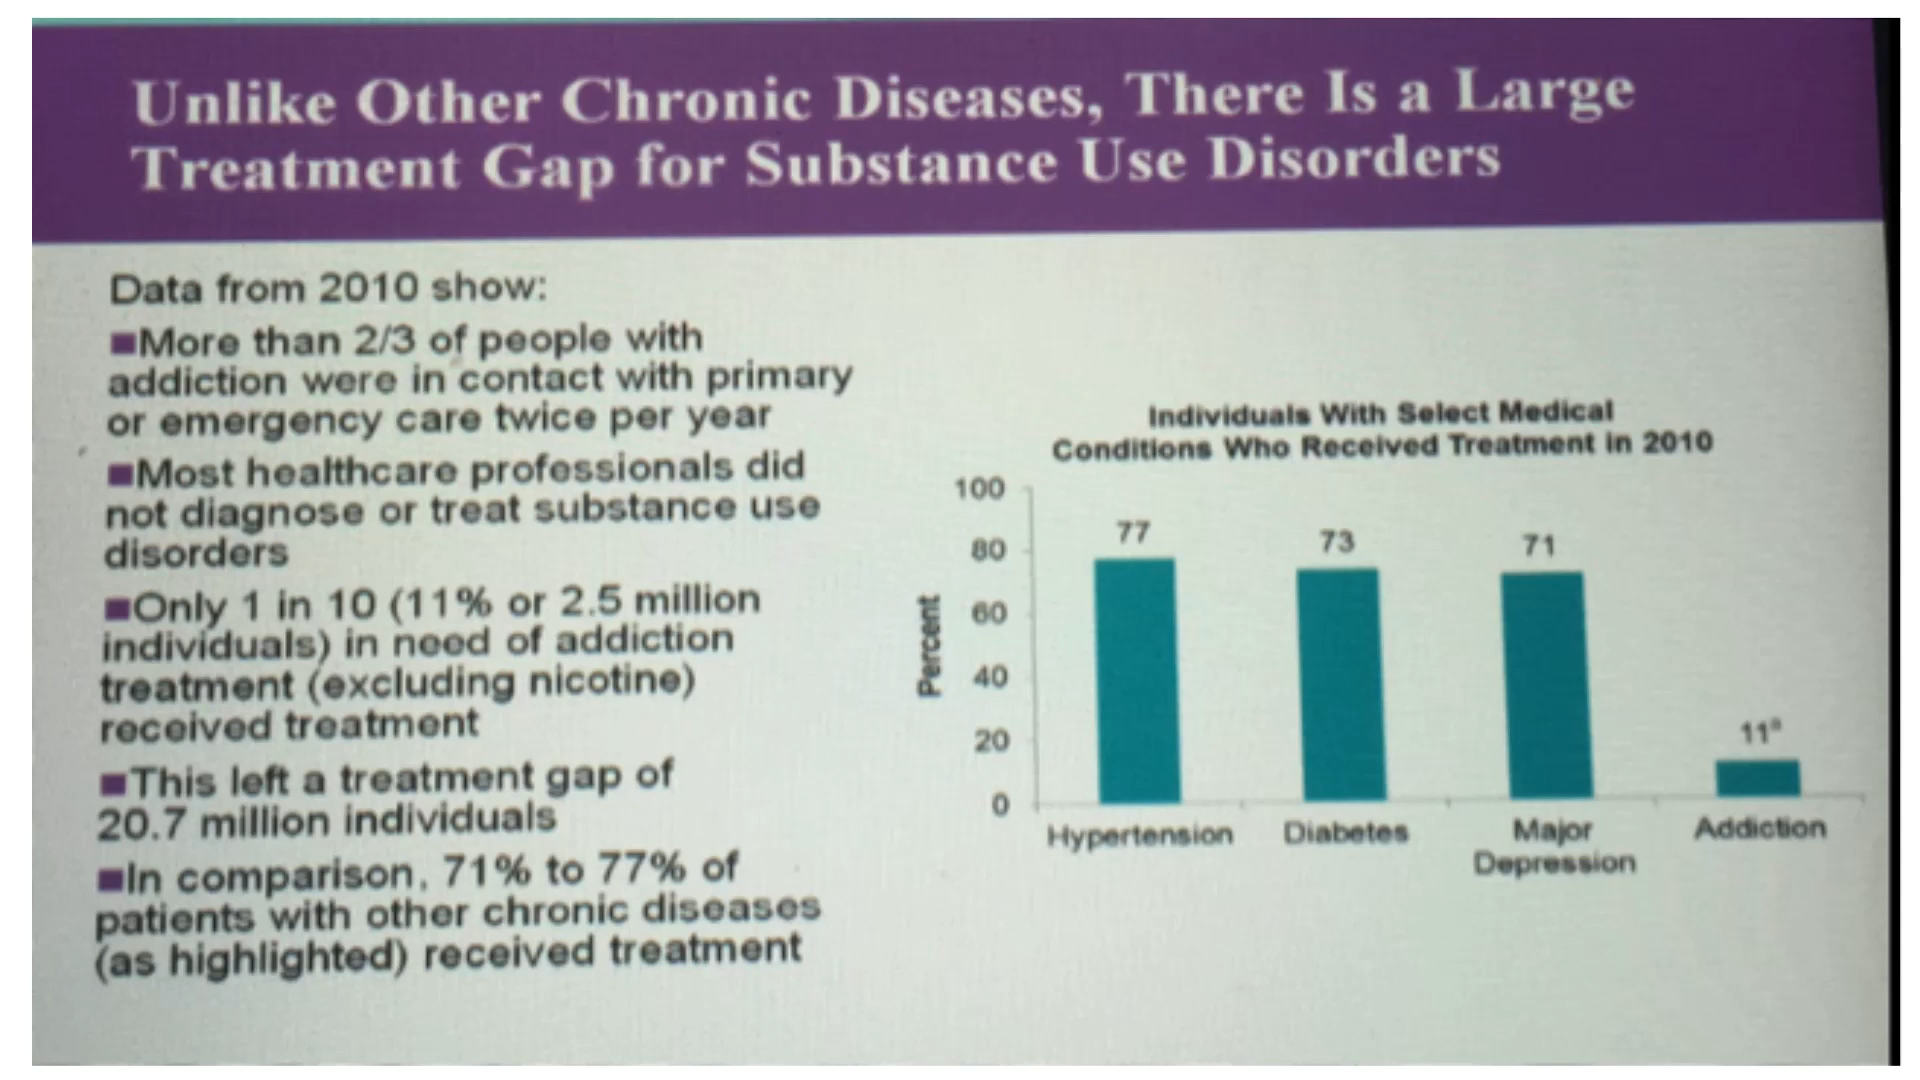 Unlike Other Chronic Diseases, There Is a Large
Treatment Gap for Substance Use Disorders
Data from 2010 show:
■More than 2/3 of people with
addiction were in contact with primary
or emergency care twice per year
■Most healthcare professionals did
not diagnose or treat substance use
disorders
■Only 1 in 10 (11% or 2.5 million
individuals) in need of addiction
treatment (excluding nicotine)
received treatment
■This left a treatment gap of
20.7 million individuals
■In comparison, 71% to 77% of
patients with other chronic diseases
(as highlighted) received treatment
Individuals With Select Medical
Conditions Who Received Treatment in 2010
Percent
100
80
60
40
20
0
77
73
71
11ª
Hypertension
Diabetes
Major
Depression
Addiction